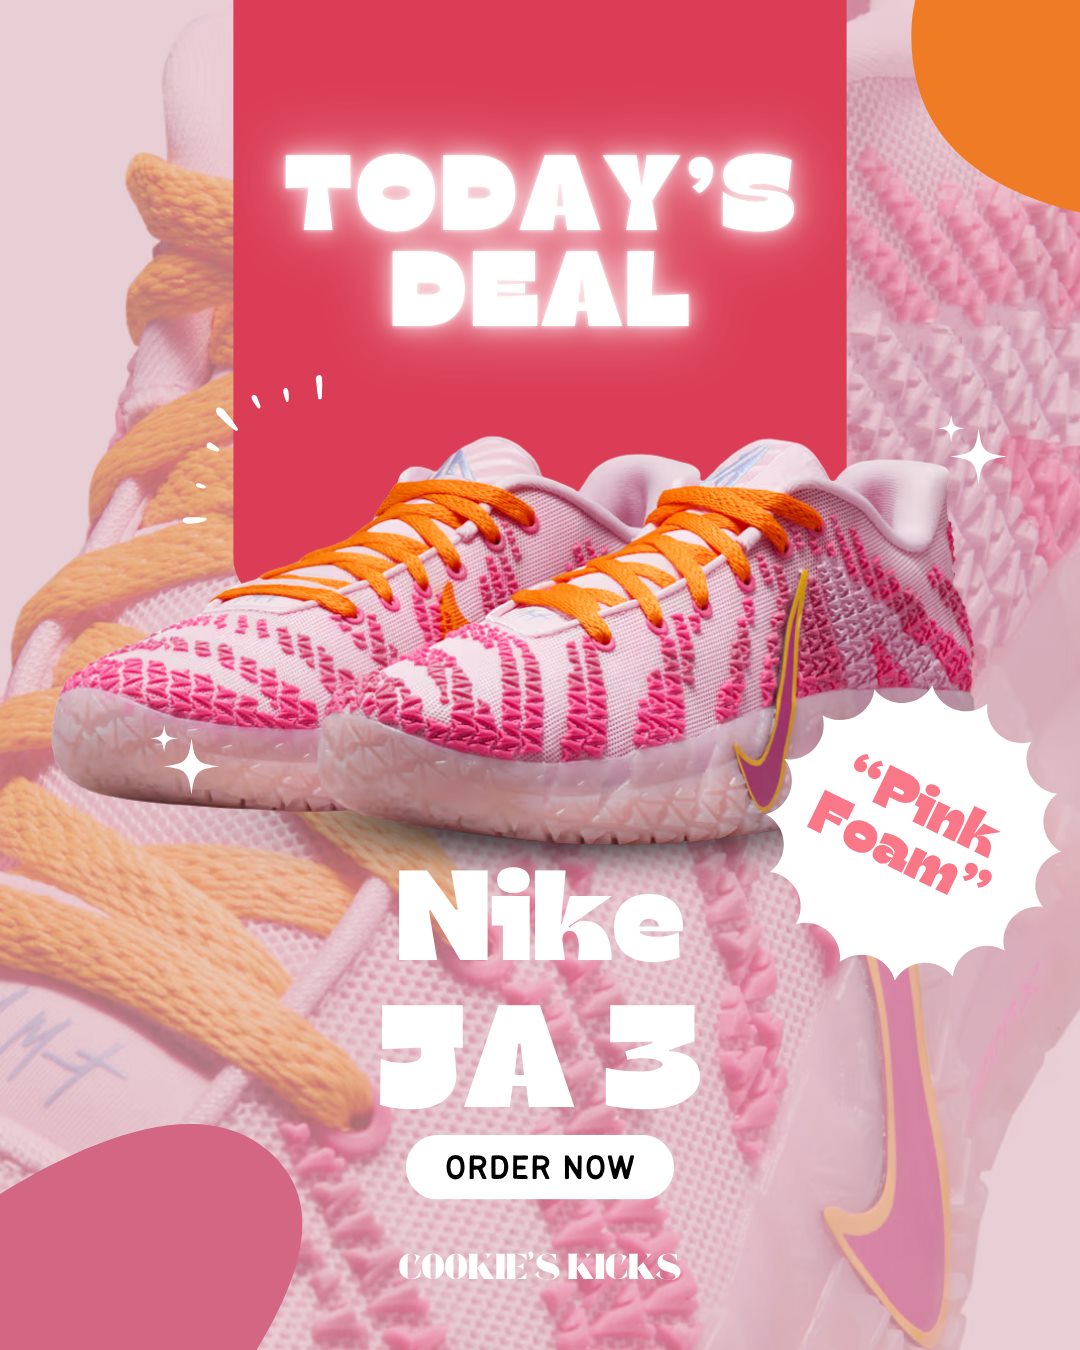 TODAY’S
DEAL
“Pink
Foam”
Nike
JA 3
ORDER NOW
COOKIE’S KICKS